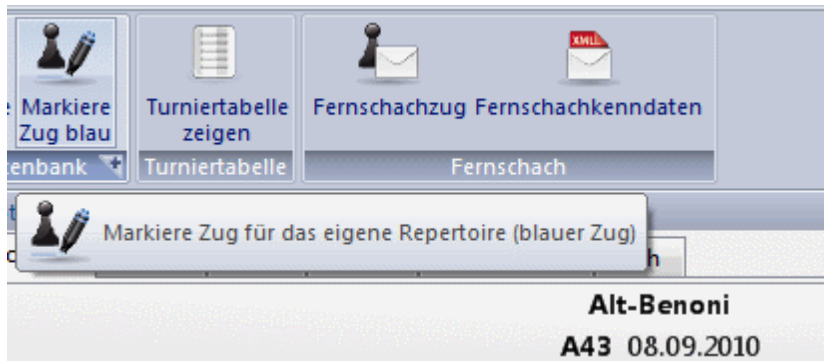 XML
Markiere Zug blau
Turniertabelle zeigen
Fernschachzug
Fernschachkenndaten
enbank
Turniertabelle
Fernschach
Markiere Zug für das eigene Repertoire (blauer Zug)
Alt-Benoni
A43 08.09.2010